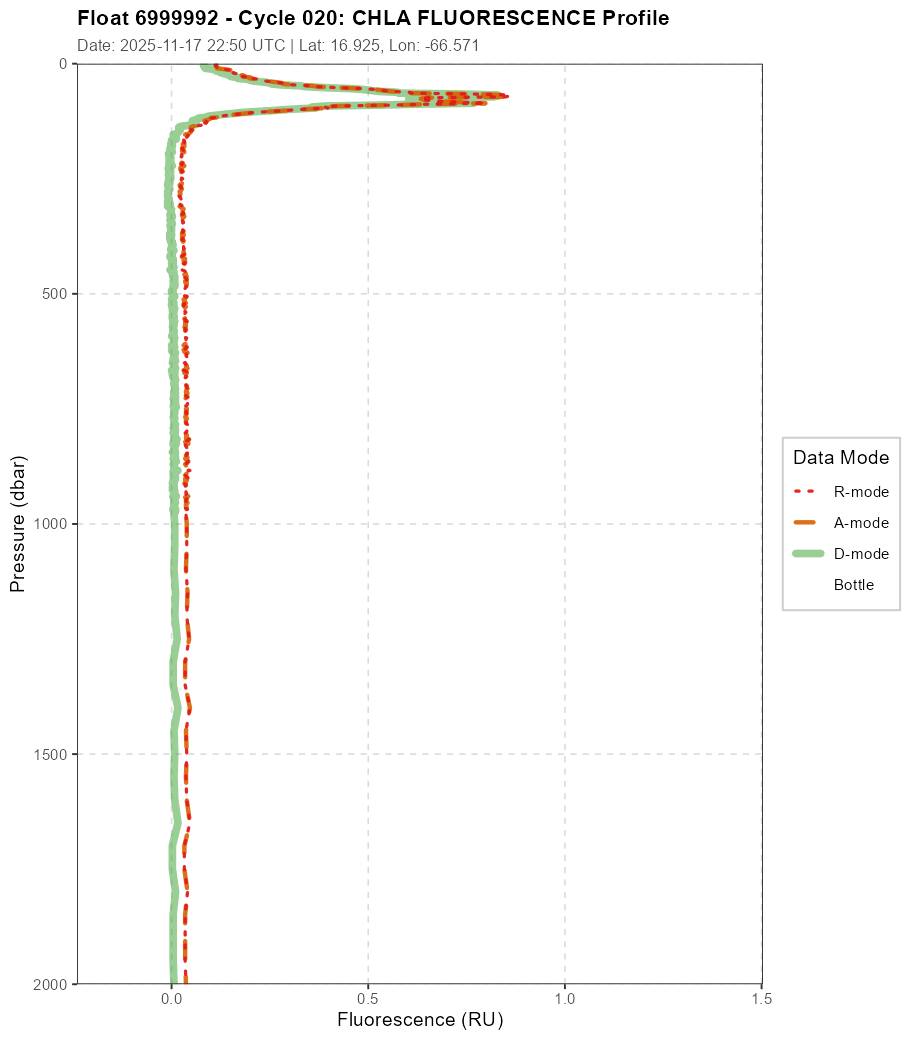 Float 6999992 - Cycle 020: CHLA FLUORESCENCE Profile
Date: 2025-11-17 22:50 UTC | Lat: 16.925, Lon: -66.571
0
500
1000
1500
2000
Pressure (dbar)
0.0
0.5
1.0
1.5
Fluorescence (RU)
Data Mode
R-mode
A-mode
D-mode
Bottle